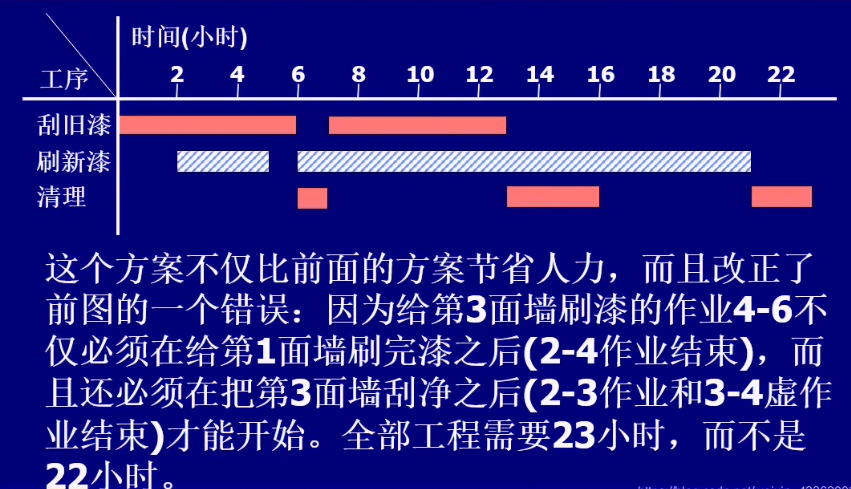 时间(小时)
工序
2 4 6 8 10 12 14 16 18 20 22
刮旧漆
刷新漆
清理
这个方案不仅比前面的方案节省人力，而且改正了
前图的一个错误：因为给第3面墙刷漆的作业4-6不
仅必须在给第1面墙刷完漆之后(2-4作业结束)，而
且还必须在把第3面墙刮净之后(2-3作业和3-4虚作
业结束)才能开始。全部工程需要23小时，而不是
22小时。